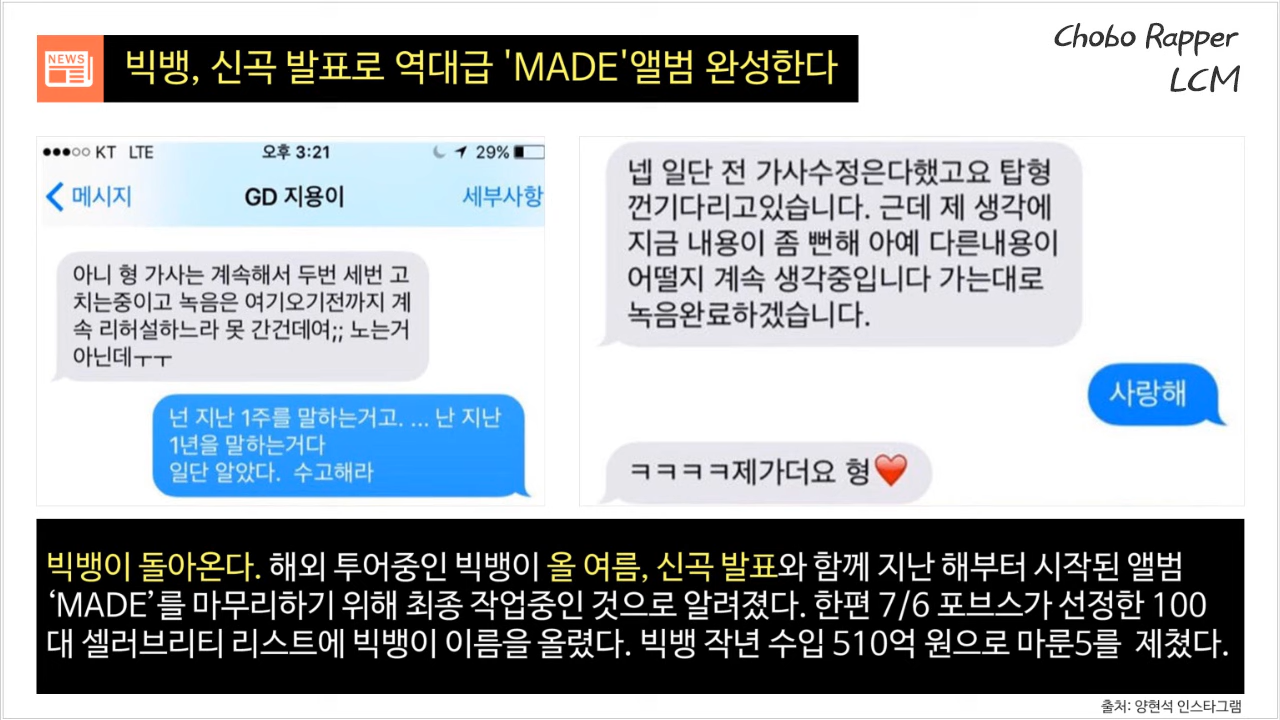 NEWS
빅뱅, 신곡 발표로 역대급 'MADE'앨범 완성한다
Chobo Rapper
LCM
KT LTE 오후 3:21 29%
메시지 GD 지용이 세부사항
아니 형 가사는 계속해서 두번 세번 고
치는중이고 녹음은 여기오기전까지 계
속 리허설하느라 못 간건데여;; 노는거
아닌데ㅜㅜ
넌 지난 1주를 말하는거고. ... 난 지난
1년을 말하는거다
일단 알았다. 수고해라
넵 일단 전 가사수정은다했고요 탑형
껀기다리고있습니다. 근데 제 생각에
지금 내용이 좀 뻔해 아예 다른내용이
어떨지 계속 생각중입니다 가는대로
녹음완료하겠습니다.
사랑해
ㅋㅋㅋㅋ제가더요 형❤️
빅뱅이 돌아온다. 해외 투어중인 빅뱅이 올 여름, 신곡 발표와 함께 지난 해부터 시작된 앨범
‘MADE’를 마무리하기 위해 최종 작업중인 것으로 알려졌다. 한편 7/6 포브스가 선정한 100
대 셀러브리티 리스트에 빅뱅이 이름을 올렸다. 빅뱅 작년 수입 510억 원으로 마룬5를 제쳤다.
출처: 양현석 인스타그램